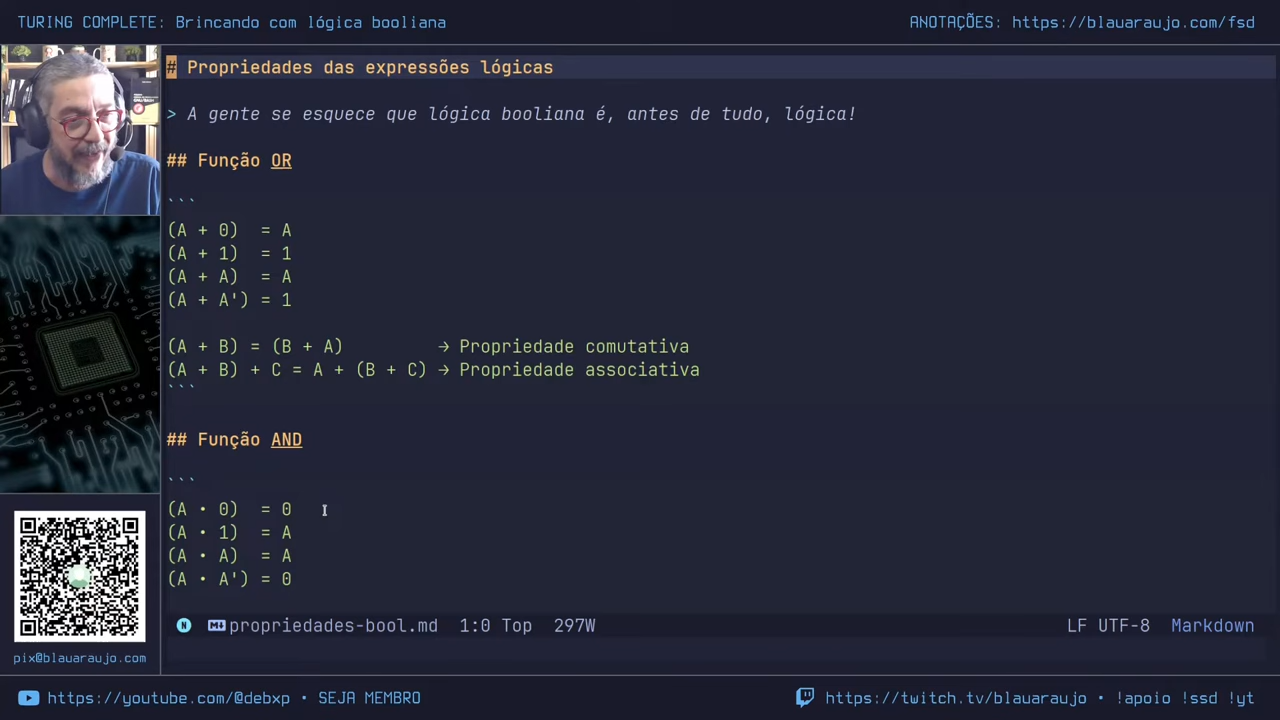 TURING COMPLETE: Brincando com lógica booliana
ANOTAÇÕES: https://blauaraujo.com/fsd
# Propriedades das expressões lógicas
> A gente se esquece que lógica booliana é, antes de tudo, lógica!
## Função OR
```
(A + 0)  = A
(A + 1)  = 1
(A + A)  = A
(A + A') = 1
(A + B) = (B + A)         → Propriedade comutativa
(A + B) + C = A + (B + C) → Propriedade associativa
```
## Função AND
```
(A • 0)  = 0
(A • 1)  = A
(A • A)  = A
(A • A') = 0
N propriedades-bool.md 1:0 Top 297W LF UTF-8 Markdown
pix@blauaraujo.com
https://youtube.com/@debxp • SEJA MEMBRO
https://twitch.tv/blauaraujo • !apoio !ssd !yt